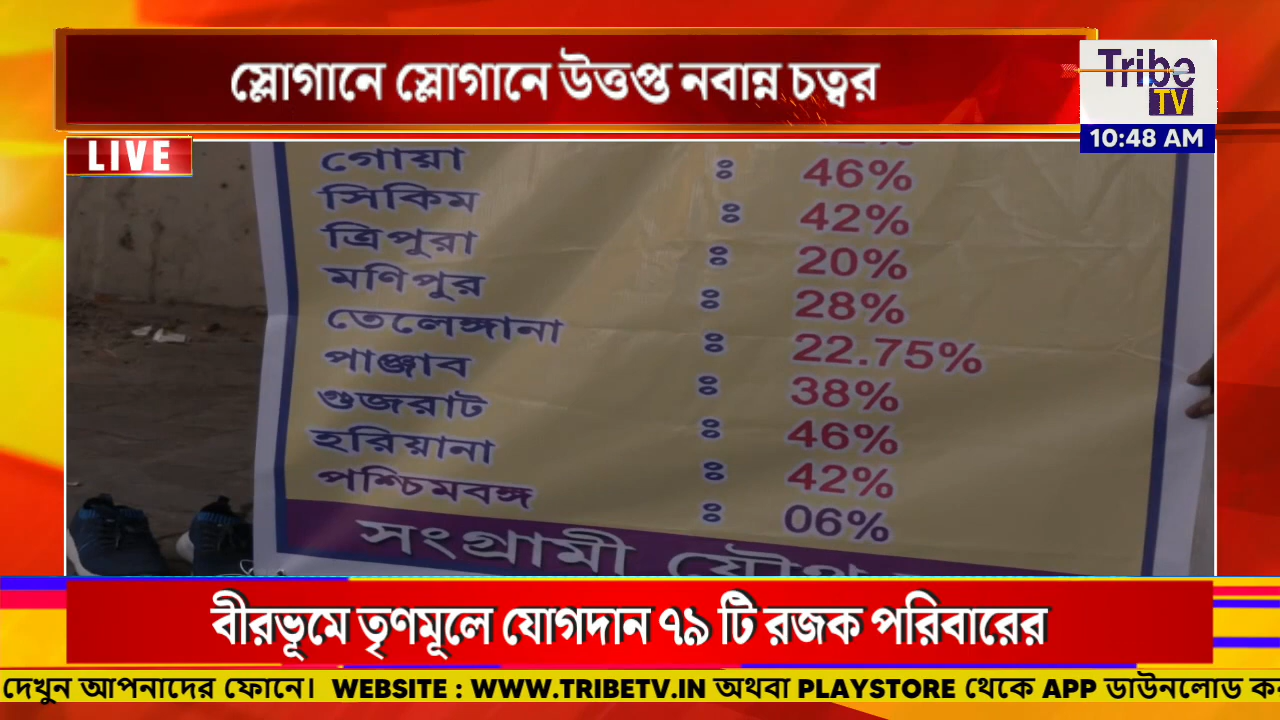 স্লোগানে স্লোগানে উত্তপ্ত নবান্ন চত্বর
Tribe
TV
10:48 AM
LIVE
গোয়া : 46%
সিকিম : 42%
ত্রিপুরা : 20%
মণিপুর : 28%
তেলেঙ্গানা : 22.75%
পাঞ্জাব : 38%
গুজরাট : 46%
হরিয়ানা : 42%
পশ্চিমবঙ্গ : 06%
সংগ্রামী
বীরভূমে তৃণমূলে যোগদান ৭৯ টি রজক পরিবারের
দেখুন আপনাদের ফোনে। WEBSITE : WWW.TRIBETV.IN অথবা PLAYSTORE থেকে APP ডাউনলোড